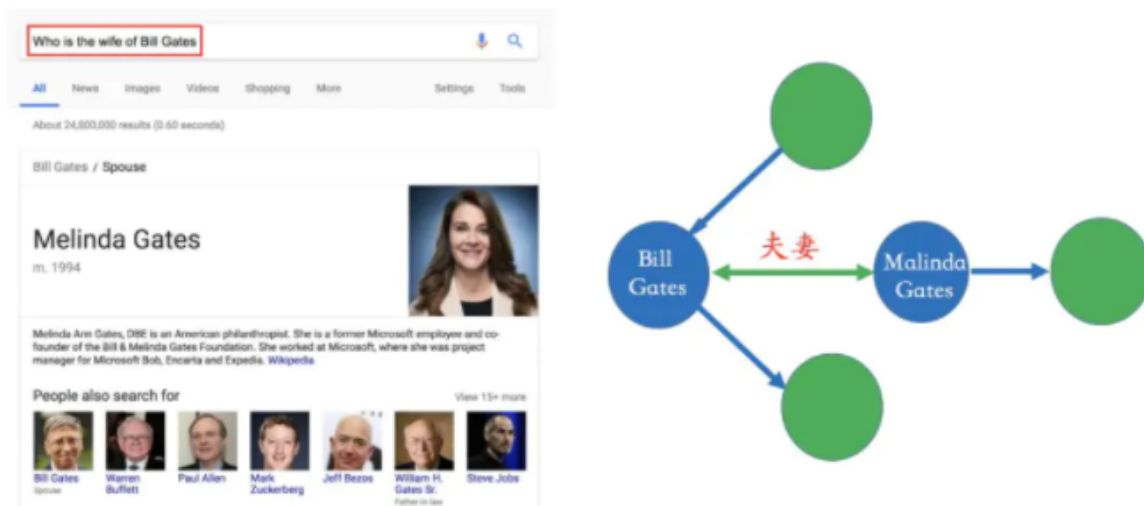 Who is the wife of Bill Gates
All News Images Videos Shopping More Settings Tools
About 24,800,000 results (0.60 seconds)
Bill Gates / Spouse
Melinda Gates
m. 1994
Melinda Ann Gates, DBE is an American philanthropist. She is a former Microsoft employee and co-
founder of the Bill & Melinda Gates Foundation. She worked at Microsoft, where she was project
manager for Microsoft Bob, Encarta and Expedia. Wikipedia
People also search for View 15+ more
Bill Gates
Spouse
Warren
Buffett
Paul Allen
Mark
Zuckerberg
Jeff Bezos
William H.
Gates Sr.
Father-in-law
Steve Jobs
Bill
Gates
夫妻
Malinda
Gates